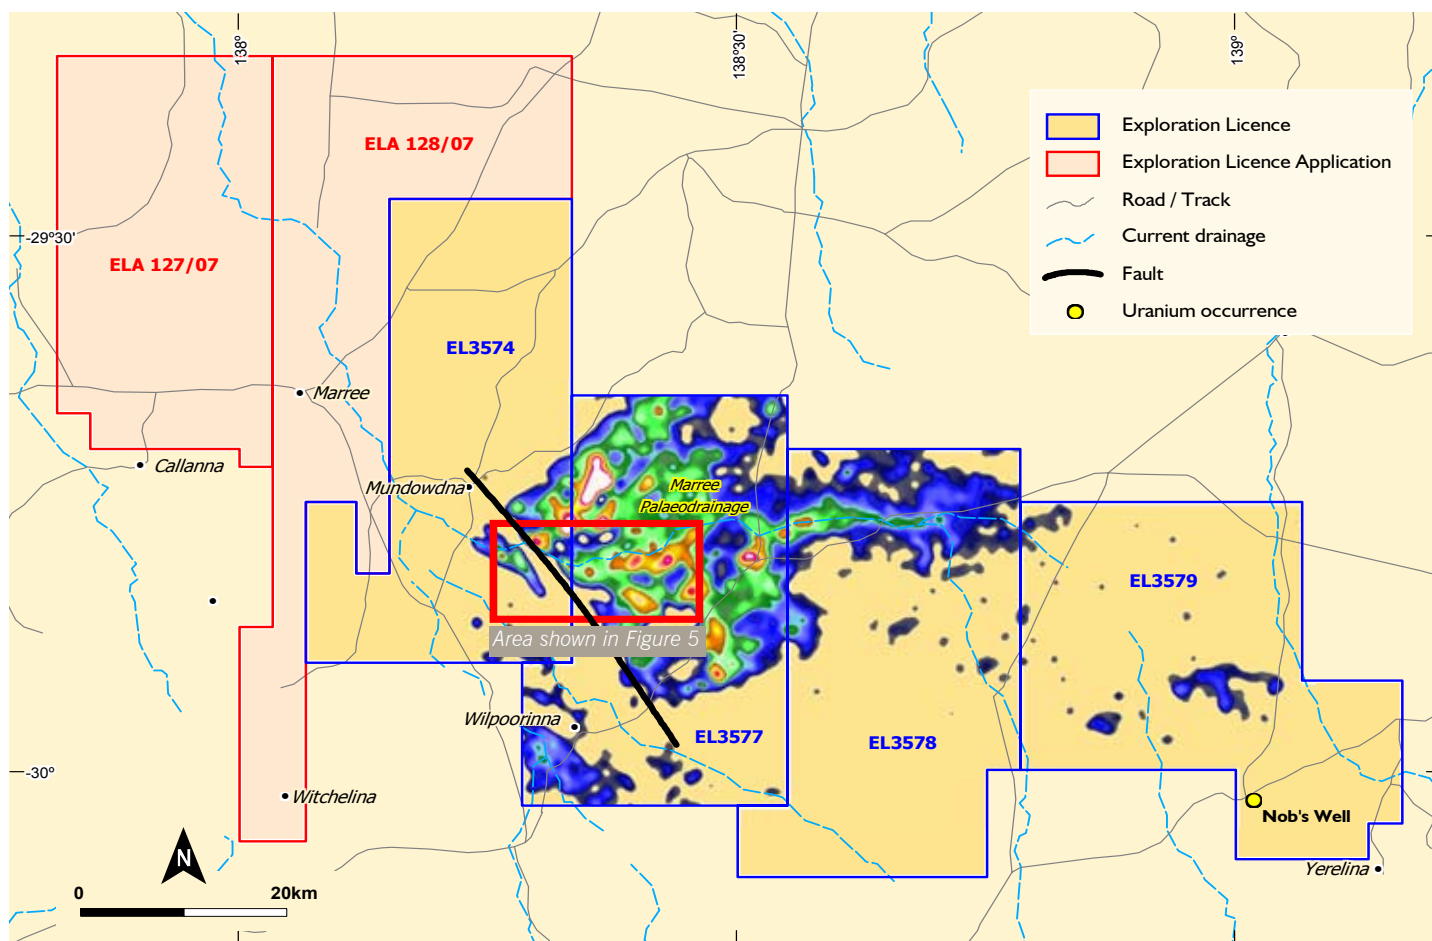 138°
138°30'
139°
ELA 128/07
Exploration Licence
Exploration Licence Application
Road / Track
Current drainage
Fault
Uranium occurrence
-29°30'
ELA 127/07
EL3574
Marree
Callanna
Mundowdna
Marree
Palaeodrainage
EL3579
Area shown in Figure 5
Wilpoorinna
EL3577
EL3578
-30°
Witchelina
Nob's Well
Yerelina
N
0
20km